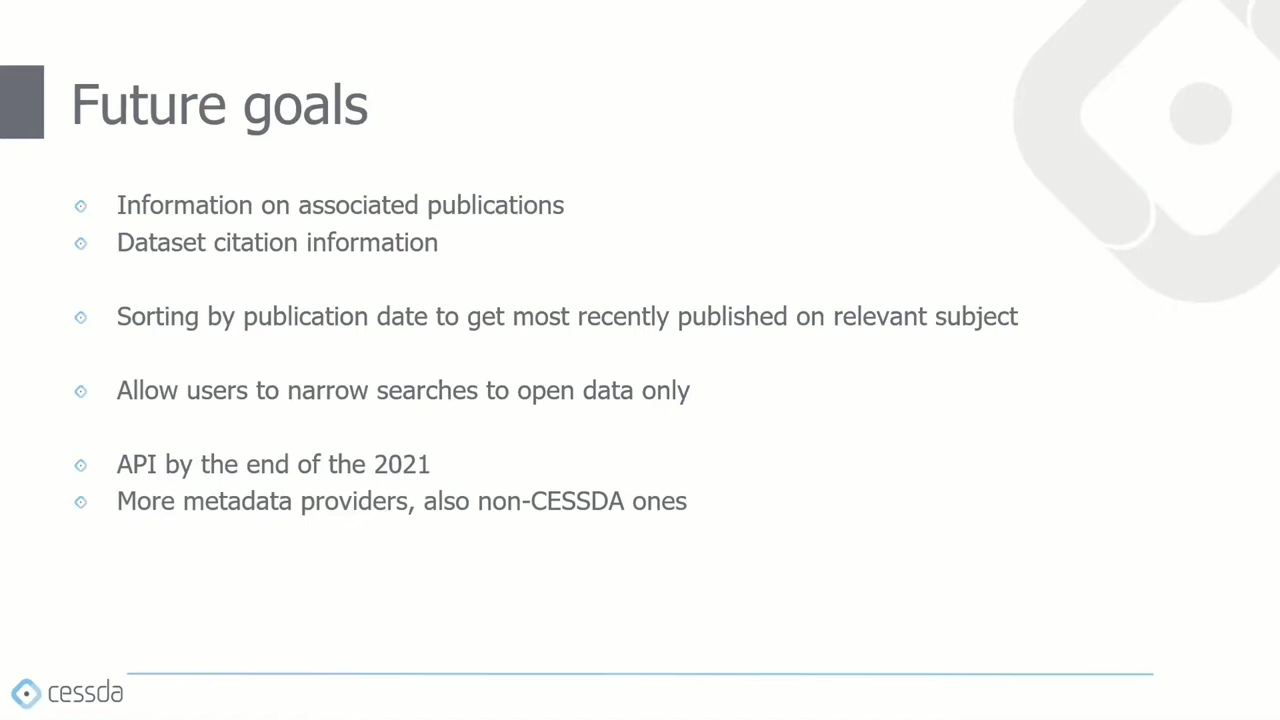 Future goals
Information on associated publications
Dataset citation information
Sorting by publication date to get most recently published on relevant subject
Allow users to narrow searches to open data only
API by the end of the 2021
More metadata providers, also non-CESSDA ones
cessda